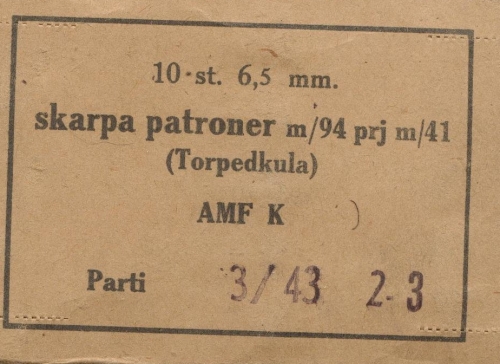 10 st. 6,5 mm.
skarpa patroner m/94 prj m/41
(Torpedkula)
AMF K
Parti 3/43 2-3